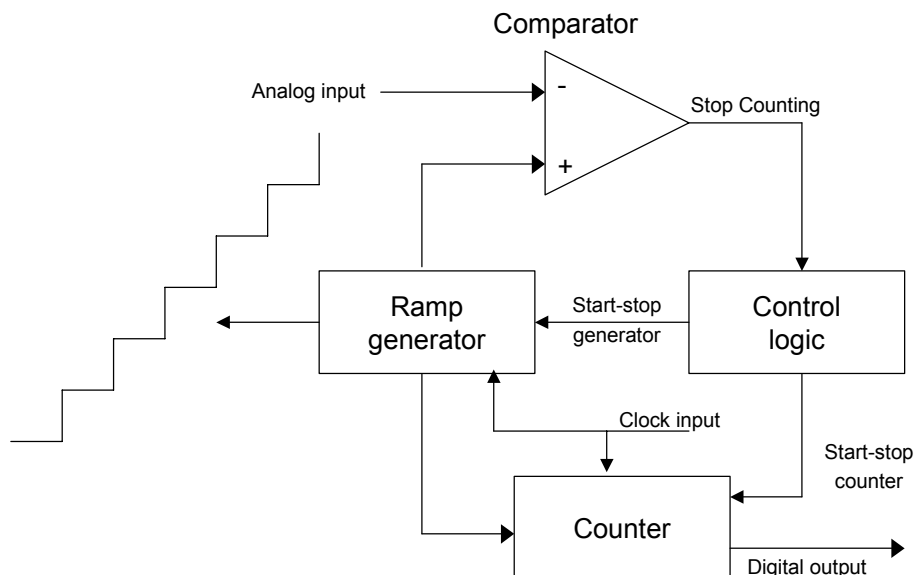 Comparator
Analog input
-
Stop Counting
+
Ramp
generator
Start-stop
generator
Control
logic
Clock input
Start-stop
counter
Counter
Digital output